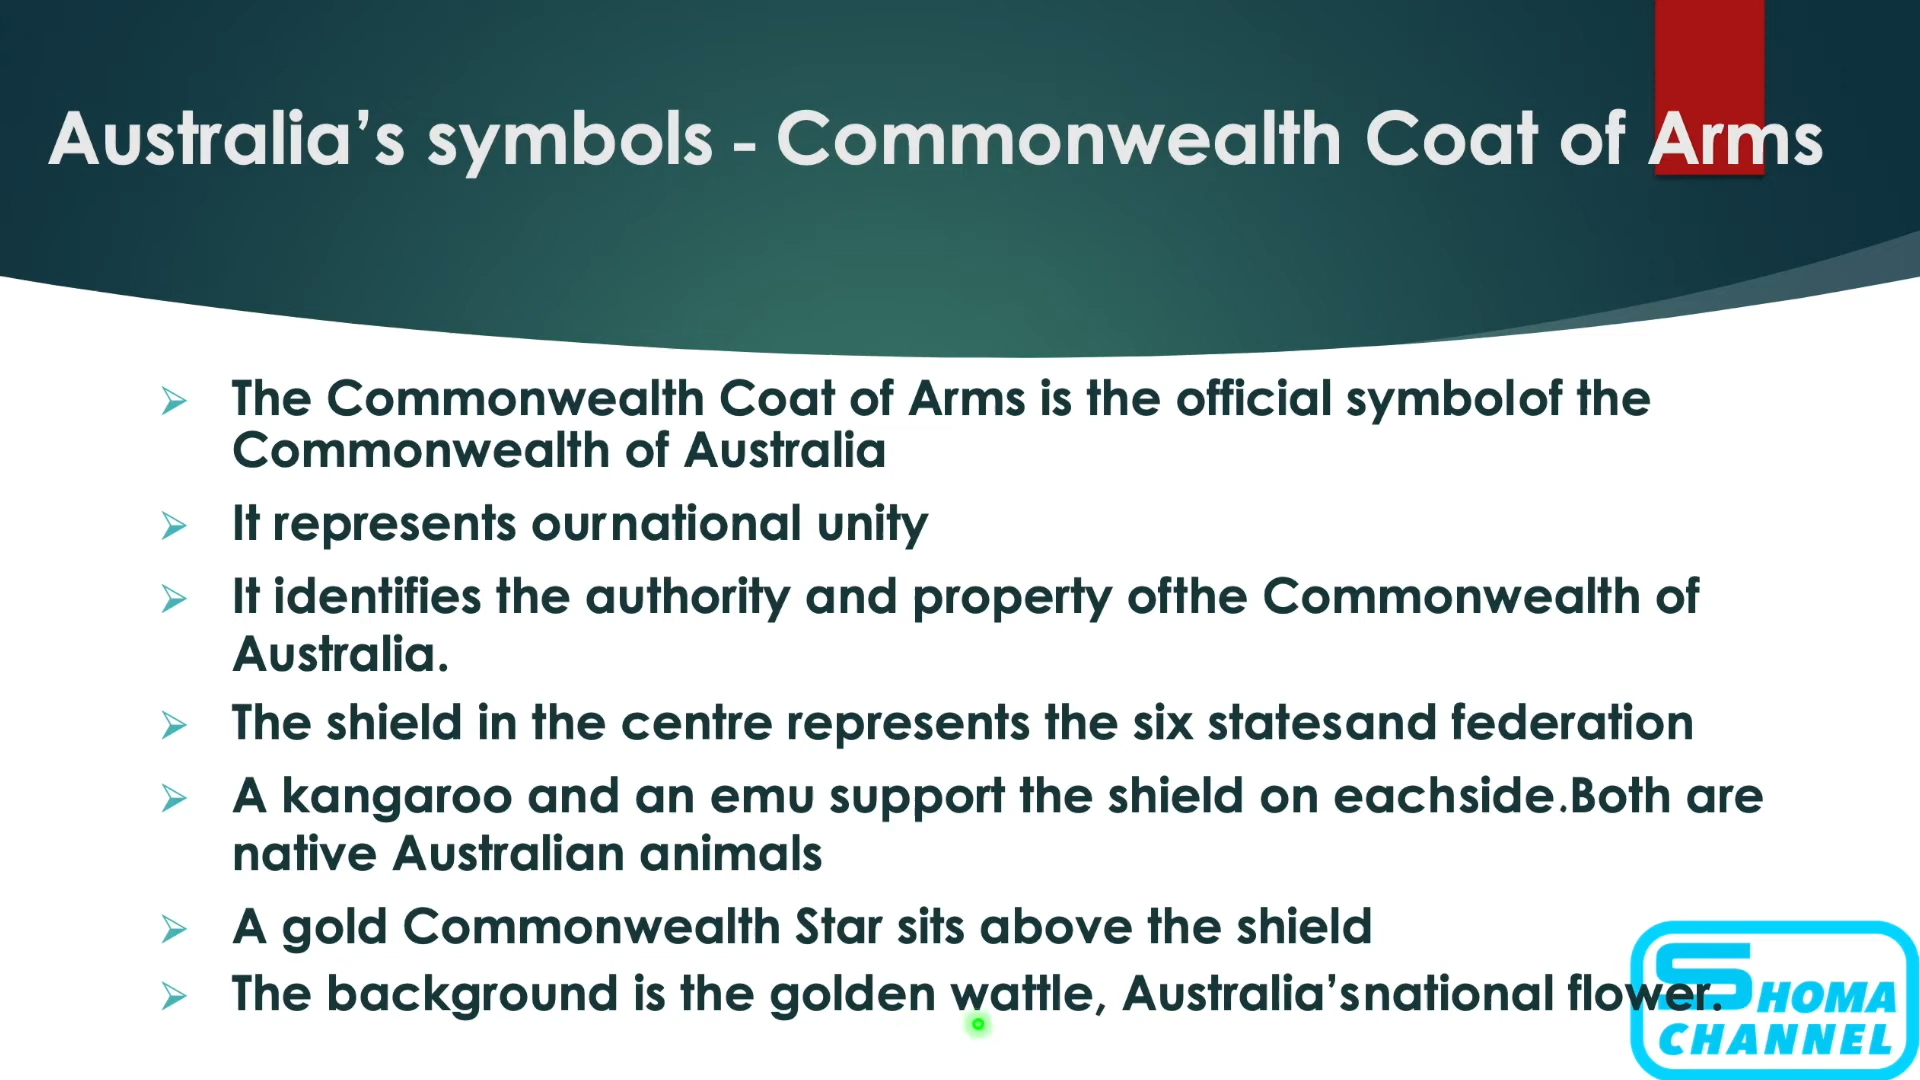 Australia’s symbols - Commonwealth Coat of Arms
The Commonwealth Coat of Arms is the official symbolof the
Commonwealth of Australia
It represents ournational unity
It identifies the authority and property ofthe Commonwealth of
Australia.
The shield in the centre represents the six statesand federation
A kangaroo and an emu support the shield on eachside.Both are
native Australian animals
A gold Commonwealth Star sits above the shield
The background is the golden wattle, Australia’snational flower.
SHOMA
CHANNEL